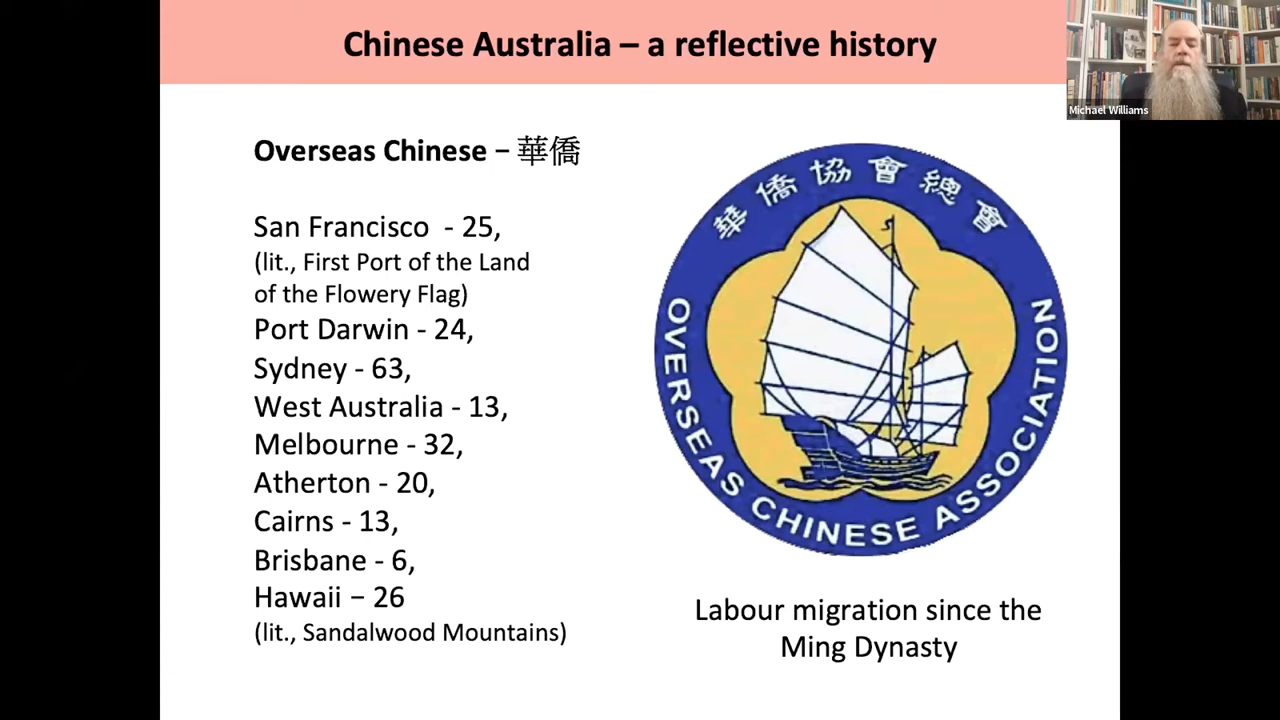 Chinese Australia – a reflective history
Michael Williams
Overseas Chinese – 華僑
San Francisco - 25,
(lit., First Port of the Land
of the Flowery Flag)
Port Darwin - 24,
Sydney - 63,
West Australia - 13,
Melbourne - 32,
Atherton - 20,
Cairns - 13,
Brisbane - 6,
Hawaii – 26
(lit., Sandalwood Mountains)
華僑協會總會
OVERSEAS CHINESE ASSOCIATION
Labour migration since the
Ming Dynasty